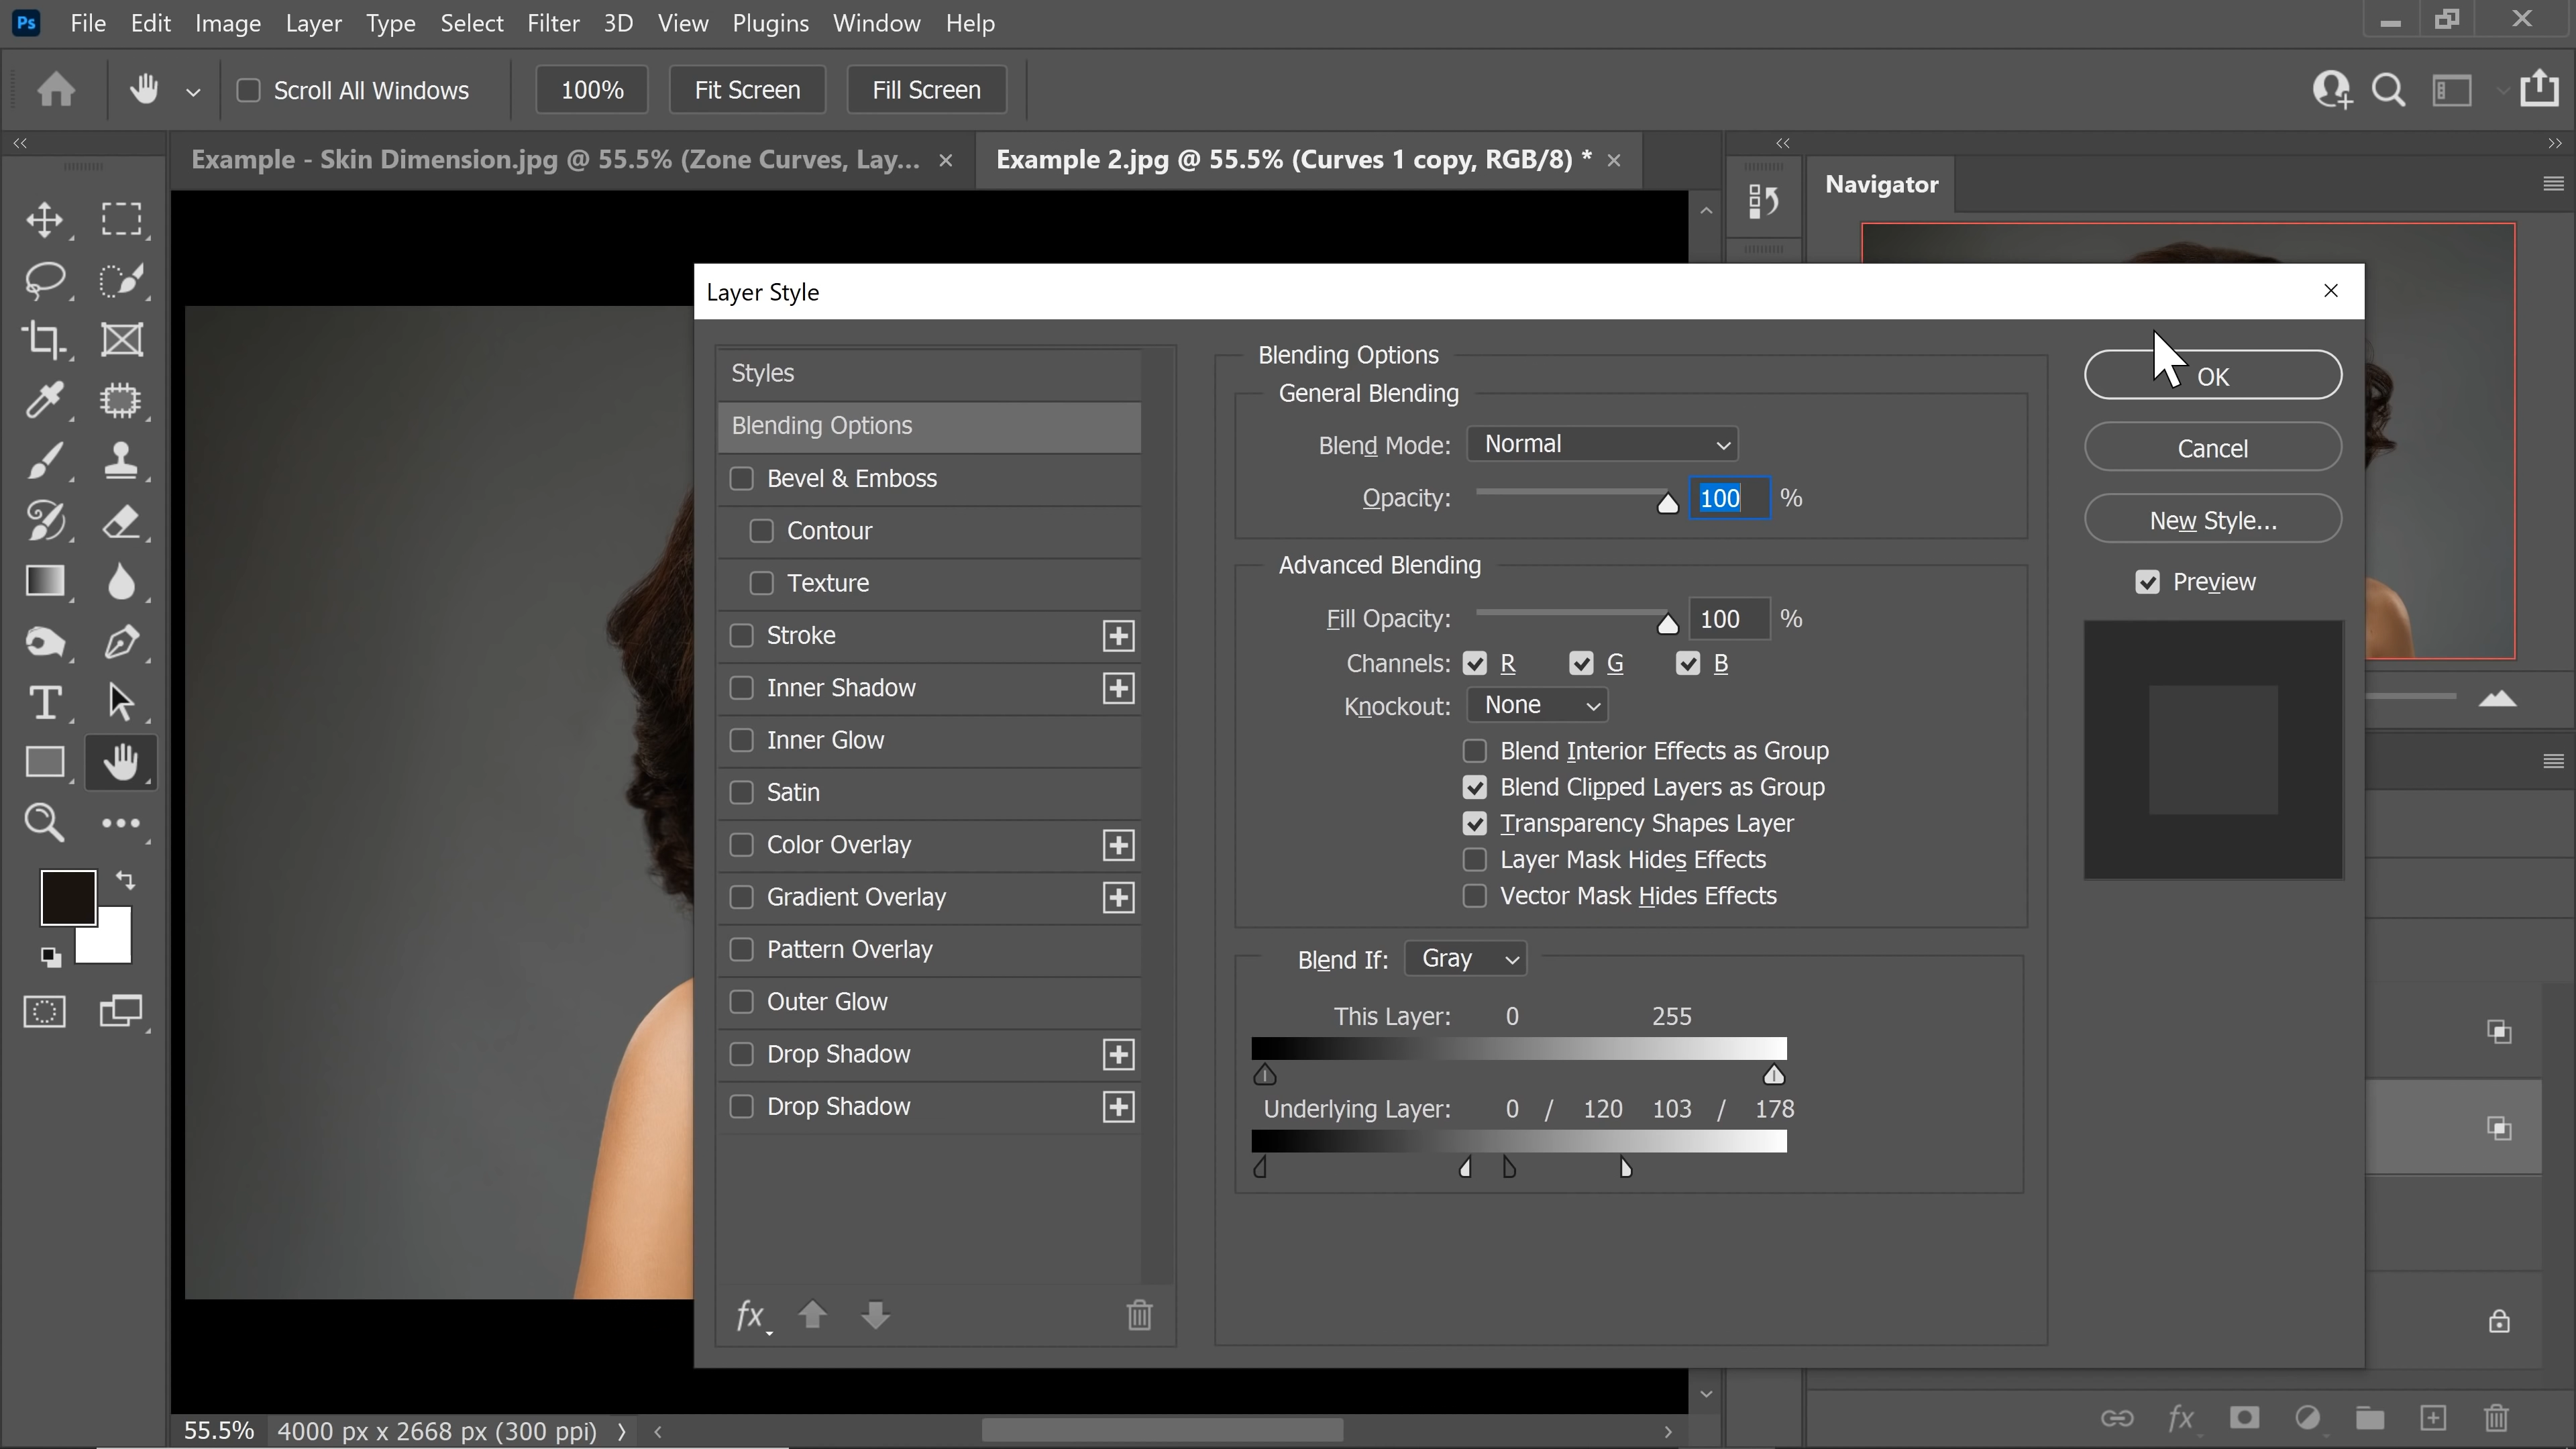 Ps File Edit Image Layer Type Select Filter 3D View Plugins Window Help
Scroll All Windows 100% Fit Screen Fill Screen
Example - Skin Dimension.jpg @ 55.5% (Zone Curves, Lay... × Example 2.jpg @ 55.5% (Curves 1 copy, RGB/8) * ×
Navigator
Layer Style
Styles
Blending Options
Bevel & Emboss
Contour
Texture
Stroke
Inner Shadow
Inner Glow
Satin
Color Overlay
Gradient Overlay
Pattern Overlay
Outer Glow
Drop Shadow
Drop Shadow
fx
Blending Options
General Blending
Blend Mode: Normal
Opacity: 100 %
Advanced Blending
Fill Opacity: 100 %
Channels: R G B
Knockout: None
Blend Interior Effects as Group
Blend Clipped Layers as Group
Transparency Shapes Layer
Layer Mask Hides Effects
Vector Mask Hides Effects
Blend If: Gray
This Layer: 0 255
Underlying Layer: 0 / 120 103 / 178
OK
Cancel
New Style...
Preview
T
55.5% 4000 px x 2668 px (300 ppi)
fx